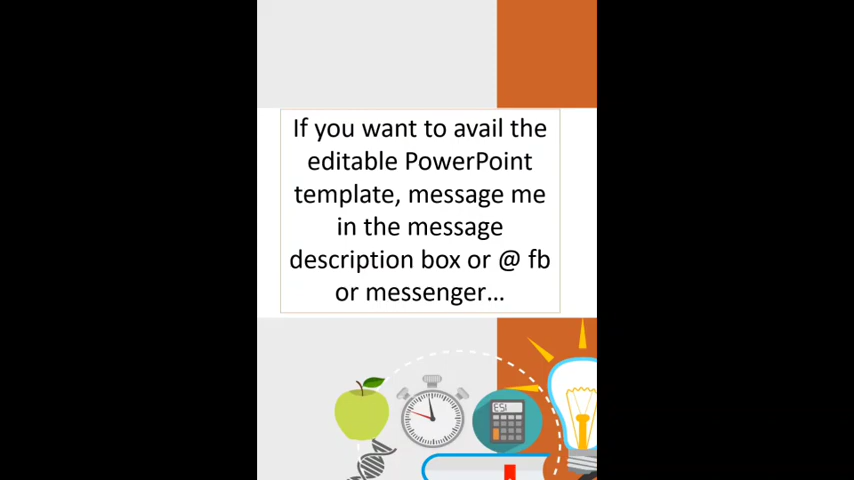 If you want to avail the
editable PowerPoint
template, message me
in the message
description box or @ fb
or messenger...